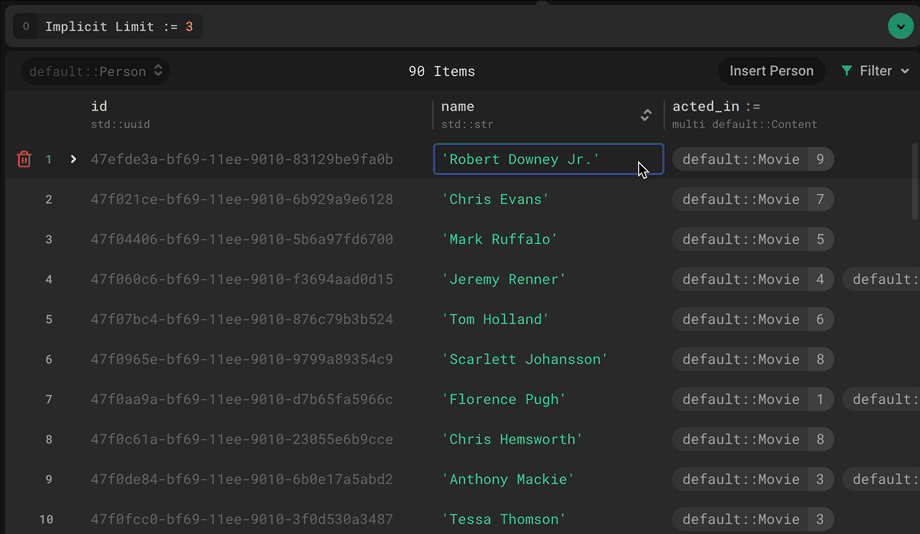 0 Implicit Limit := 3
default::Person 90 Items Insert Person Filter
id name acted_in :=
std::uuid std::str multi default::Content
1 47efde3a-bf69-11ee-9010-83129be9fa0b 'Robert Downey Jr.' default::Movie 9
2 47f021ce-bf69-11ee-9010-6b929a9e6128 'Chris Evans' default::Movie 7
3 47f04406-bf69-11ee-9010-5b6a97fd6700 'Mark Ruffalo' default::Movie 5
4 47f060c6-bf69-11ee-9010-f3694aad0d15 'Jeremy Renner' default::Movie 4 default:
5 47f07bc4-bf69-11ee-9010-876c79b3b524 'Tom Holland' default::Movie 6
6 47f0965e-bf69-11ee-9010-9799a89354c9 'Scarlett Johansson' default::Movie 8
7 47f0aa9a-bf69-11ee-9010-d7b65fa5966c 'Florence Pugh' default::Movie 1 default:
8 47f0c61a-bf69-11ee-9010-23055e6b9cce 'Chris Hemsworth' default::Movie 8
9 47f0de84-bf69-11ee-9010-6b0e17a5abd2 'Anthony Mackie' default::Movie 3 default:
10 47f0fcc0-bf69-11ee-9010-3f0d530a3487 'Tessa Thomson' default::Movie 3